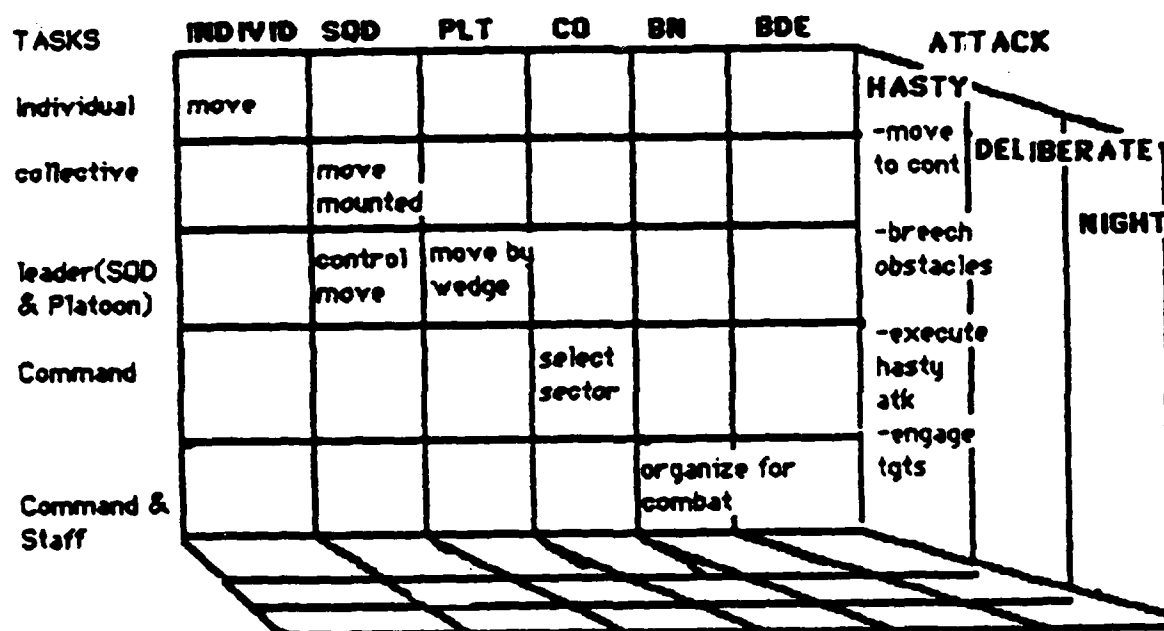 TASKS INDIVID SQD PLT CO BN BDE
ATTACK
HASTY
DELIBERATE
NIGHT
Individual move
collective move
mounted
leader(SQD
& Platoon) control
move move by
wedge
Command select
sector
Command &
Staff organize for
combat
-move
to cont
-breech
obstacles
-execute
hasty
atk
-engage
tgts